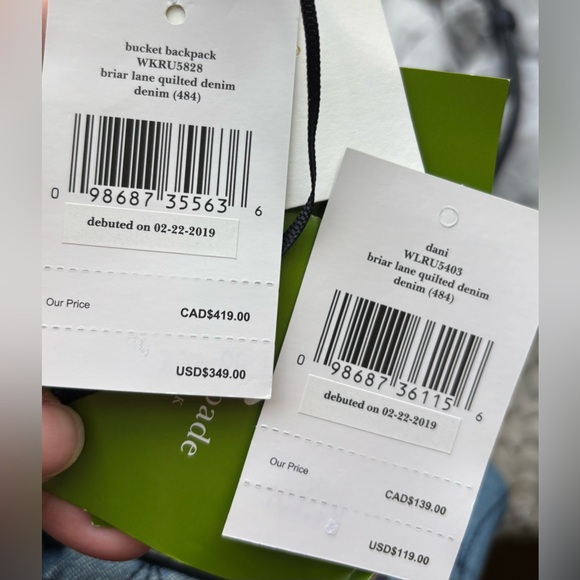 bucket backpack
WKRU5828
briar lane quilted denim
denim (484)
0 98687 35563 6
debuted on 02-22-2019
Our Price
CAD$419.00
USD$349.00
dani
WLRU5403
briar lane quilted denim
denim (484)
0 98687 36115 6
debuted on 02-22-2019
Our Price
CAD$139.00
USD$119.00
pade